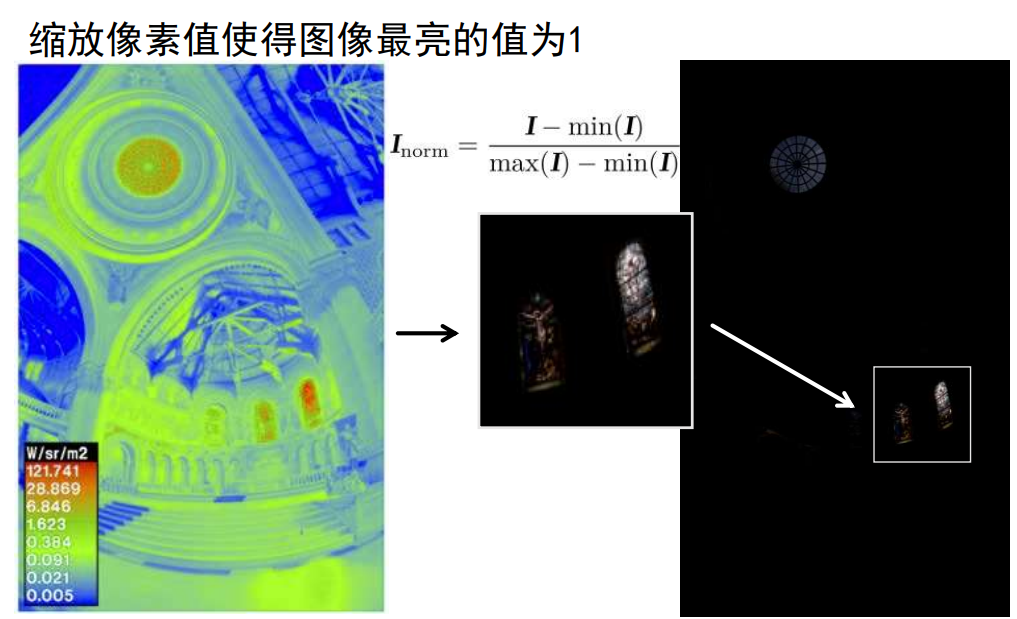 缩放像素值使得图像最亮的值为1
I_norm = (I − min(I)) / (max(I) − min(I))
W/sr/m2
121.741
28.869
6.846
1.623
0.384
0.091
0.021
0.005